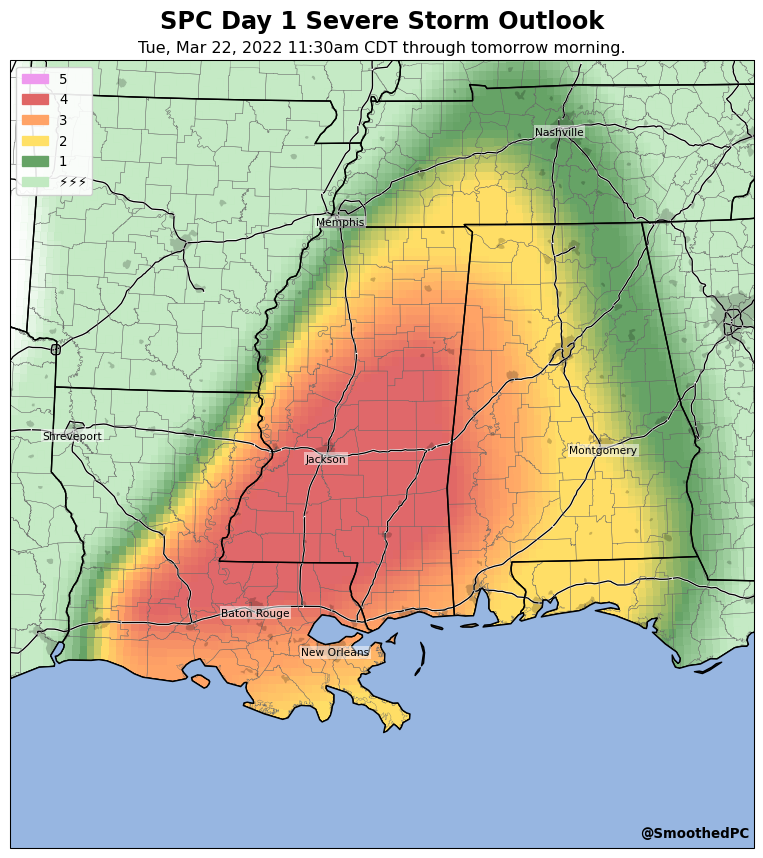 SPC Day 1 Severe Storm Outlook
Tue, Mar 22, 2022 11:30am CDT through tomorrow morning.
5
4
3
2
1
⚡⚡⚡
Nashville
Memphis
Shreveport
Jackson
Montgomery
Baton Rouge
New Orleans
@SmoothedPC